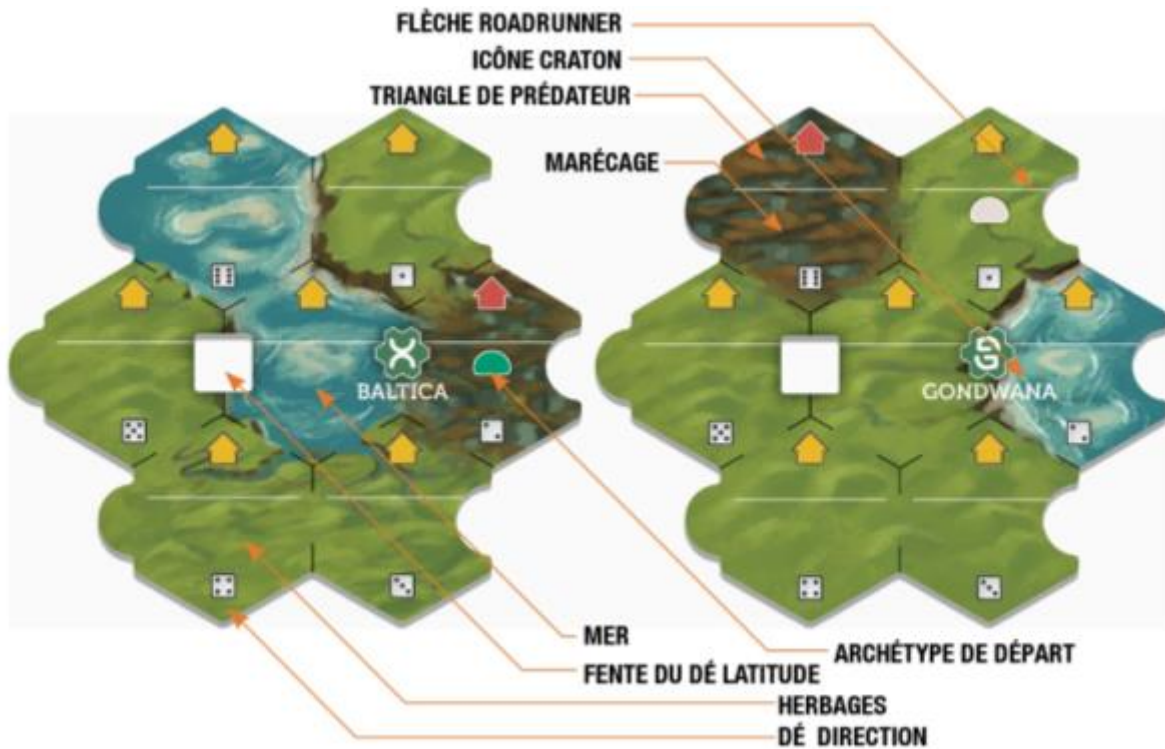 FLÈCHE ROADRUNNER
ICÔNE CRATON
TRIANGLE DE PRÉDATEUR
MARÉCAGE
BALTICA
GONDWANA
MER
ARCHÉTYPE DE DÉPART
FENTE DU DÉ LATITUDE
HERBAGES
DÉ DIRECTION